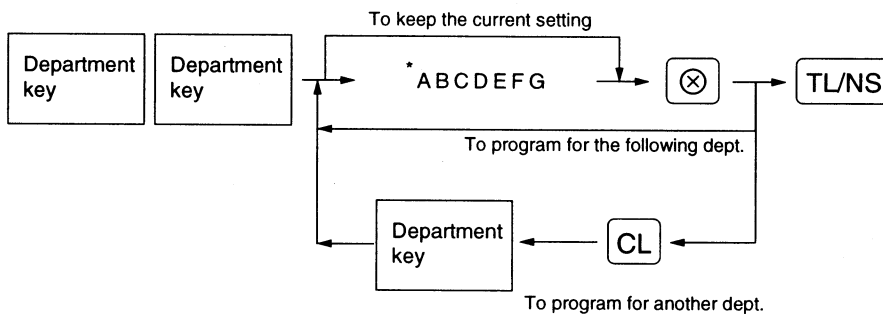 To keep the current setting
Department
key
Department
key
*ABCDEFG
⊗
TL/NS
To program for the following dept.
Department
key
CL
To program for another dept.